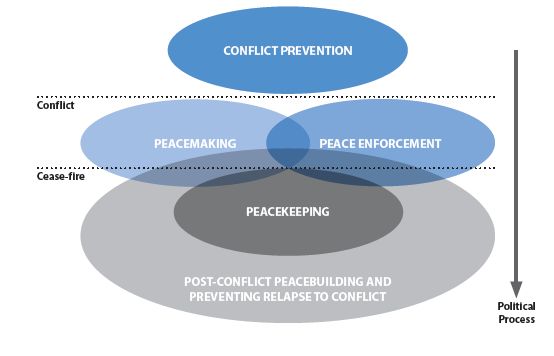 CONFLICT PREVENTION
Conflict
PEACEMAKING
PEACE ENFORCEMENT
Cease-fire
PEACEKEEPING
POST-CONFLICT PEACEBUILDING AND
PREVENTING RELAPSE TO CONFLICT
Political
Process